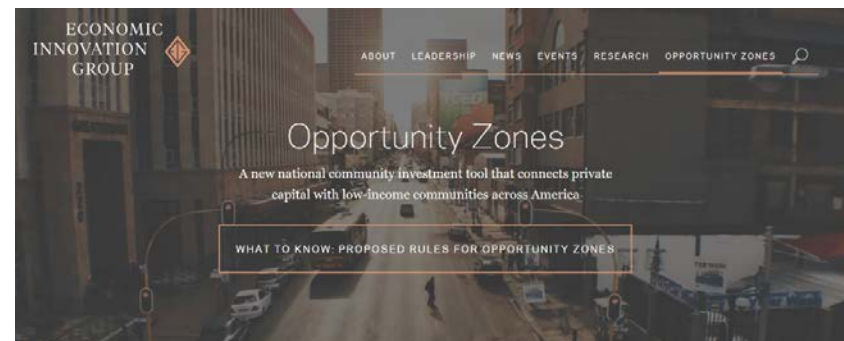 ECONOMIC
INNOVATION
GROUP
ABOUT LEADERSHIP NEWS EVENTS RESEARCH OPPORTUNITY ZONES
Opportunity Zones
A new national community investment tool that connects private
capital with low-income communities across America
WHAT TO KNOW: PROPOSED RULES FOR OPPORTUNITY ZONES